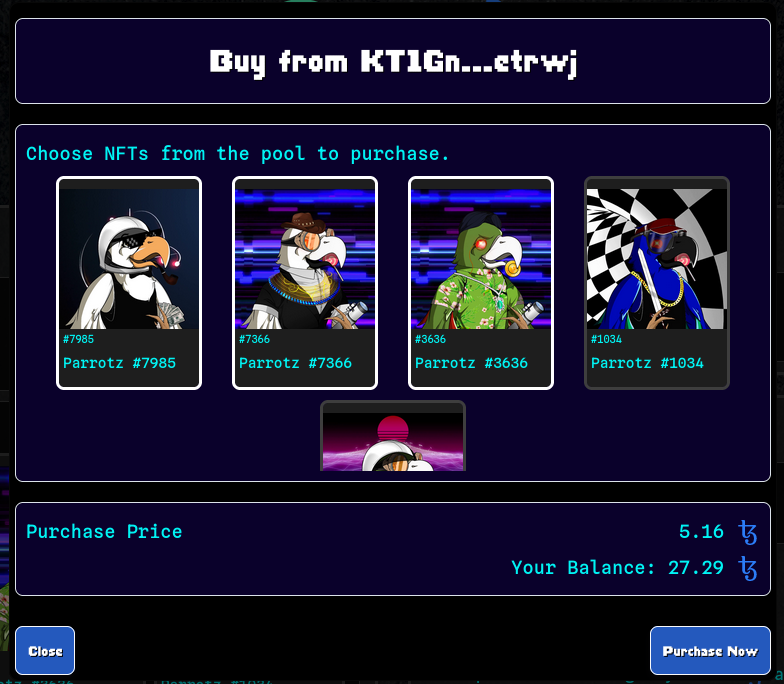 Buy from KT1Gn...ctrwj
Choose NFTs from the pool to purchase.
#7985
Parrotz #7985
#7366
Parrotz #7366
#3636
Parrotz #3636
#1034
Parrotz #1034
Purchase Price
5.16 ꜩ
Your Balance: 27.29 ꜩ
Close
Purchase Now